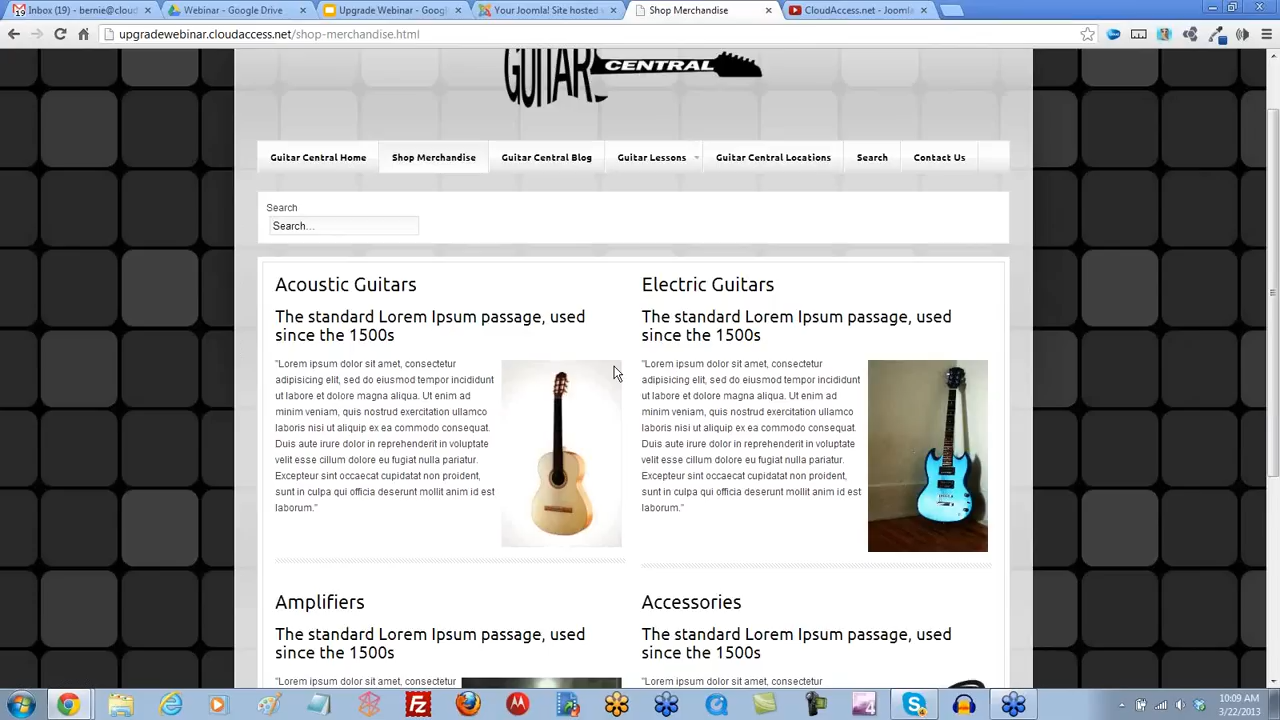 Inbox (19) - bernie@cloud
Webinar - Google Drive
Upgrade Webinar - Goog
Your Joomla! Site hosted
Shop Merchandise
CloudAccess.net - Joomla
upgradewebinar.cloudaccess.net/shop-merchandise.html
GUITAR CENTRAL
Guitar Central Home
Shop Merchandise
Guitar Central Blog
Guitar Lessons
Guitar Central Locations
Search
Contact Us
Search
Search...
Acoustic Guitars
The standard Lorem Ipsum passage, used
since the 1500s
"Lorem ipsum dolor sit amet, consectetur
adipisicing elit, sed do eiusmod tempor incididunt
ut labore et dolore magna aliqua. Ut enim ad
minim veniam, quis nostrud exercitation ullamco
laboris nisi ut aliquip ex ea commodo consequat.
Duis aute irure dolor in reprehenderit in voluptate
velit esse cillum dolore eu fugiat nulla pariatur.
Excepteur sint occaecat cupidatat non proident,
sunt in culpa qui officia deserunt mollit anim id est
laborum."
Electric Guitars
The standard Lorem Ipsum passage, used
since the 1500s
"Lorem ipsum dolor sit amet, consectetur
adipisicing elit, sed do eiusmod tempor incididunt
ut labore et dolore magna aliqua. Ut enim ad
minim veniam, quis nostrud exercitation ullamco
laboris nisi ut aliquip ex ea commodo consequat.
Duis aute irure dolor in reprehenderit in voluptate
velit esse cillum dolore eu fugiat nulla pariatur.
Excepteur sint occaecat cupidatat non proident,
sunt in culpa qui officia deserunt mollit anim id est
laborum."
Amplifiers
The standard Lorem Ipsum passage, used
since the 1500s
"Lorem ipsum dolor sit amet, consectetur
Accessories
The standard Lorem Ipsum passage, used
since the 1500s
"Lorem ipsum dolor sit amet, consectetur
10:09 AM
3/22/2013